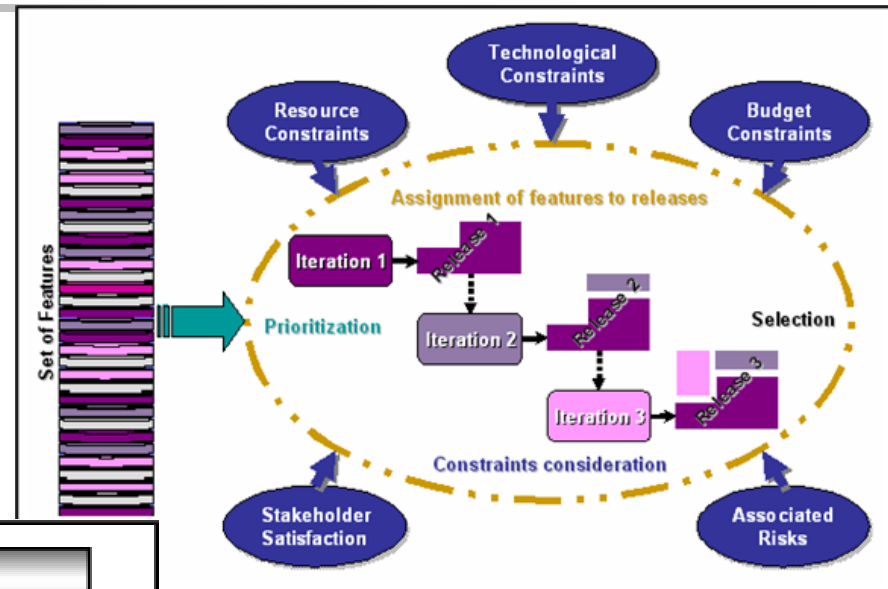 Technological
Constraints
Resource
Constraints
Budget
Constraints
Assignment of features to releases
Set of Features
Iteration 1
Release 1
Prioritization
Iteration 2
Release 2
Selection
Iteration 3
Release 3
Constraints consideration
Stakeholder
Satisfaction
Associated
Risks